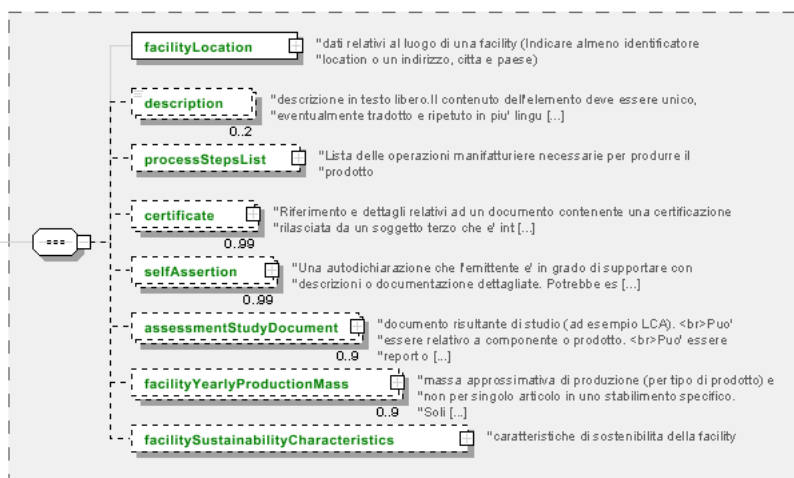 facilityLocation
"dati relativi al luogo di una facility (Indicare almeno identificatore
"location o un indirizzo, citta e paese)
description
"descrizione in testo libero.Il contenuto dell'elemento deve essere unico,
"eventualmente tradotto e ripetuto in piu' lingu [...]
0..2
processStepsList
"Lista delle operazioni manifatturiere necessarie per produrre il
"prodotto
certificate
"Riferimento e dettagli relativi ad un documento contenente una certificazione
"rilasciata da un soggetto terzo che e' int [...]
0..99
selfAssertion
"Una autodichiarazione che l'emittente e' in grado di supportare con
"descrizioni o documentazione dettagliate. Potrebbe es [...]
0..99
assessmentStudyDocument
"documento risultante di studio (ad esempio LCA). <br>Puo'
"essere relativo a componente o prodotto. <br>Puo' essere
"report o [...]
0..9
facilityYearlyProductionMass
"massa approssimativa di produzione (per tipo di prodotto) e
"non per singolo articolo in uno stabilimento specifico.
"Soli [...]
0..9
facilitySustainabilityCharacteristics
"caratteristiche di sostenibilita della facility